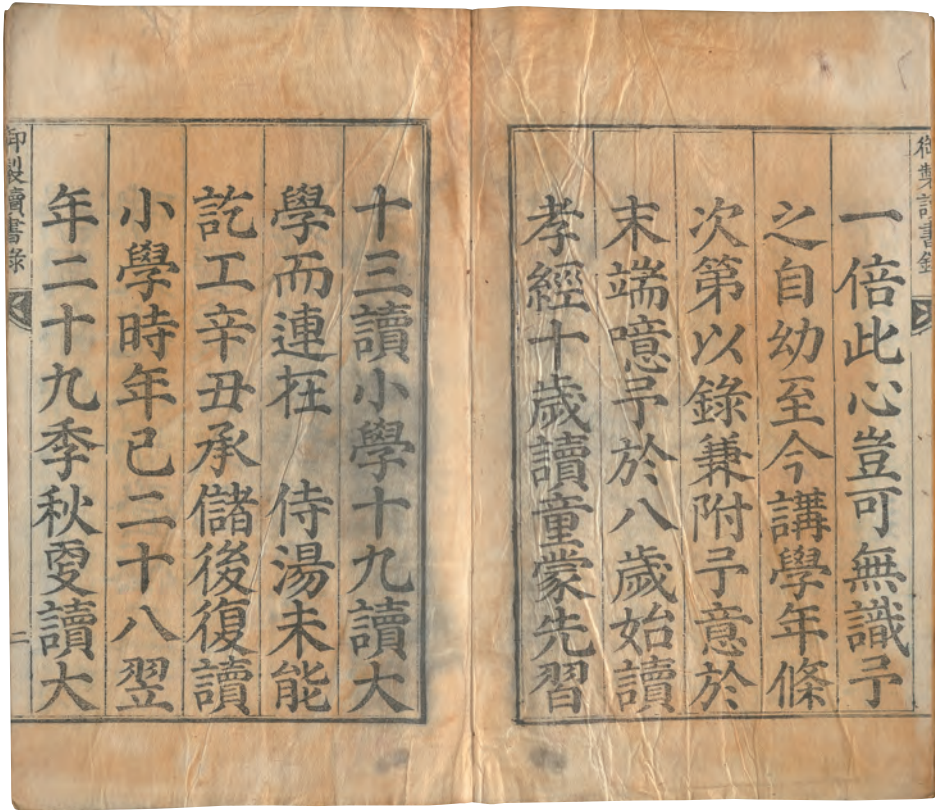 御製讀書錄
一倍此心豈可無識予
之自幼至今講學年條
次第以錄兼附予意於
末端噫予於八歲始讀
孝經十歲讀童蒙先習
十三讀小學十九讀大
學而連在　侍湯未能
訖工辛丑承儲後復讀
小學時年已二十八翌
年二十九季秋更讀大
御製讀書錄
二